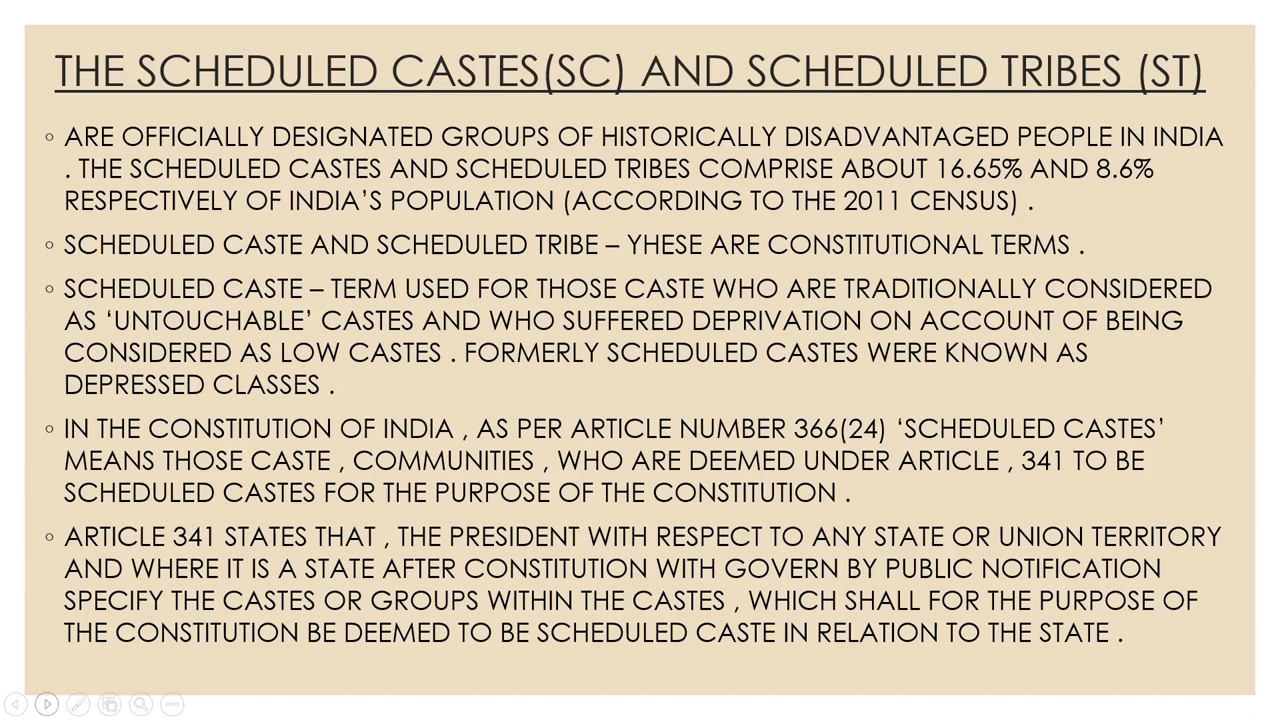 THE SCHEDULED CASTES(SC) AND SCHEDULED TRIBES (ST)
◦ ARE OFFICIALLY DESIGNATED GROUPS OF HISTORICALLY DISADVANTAGED PEOPLE IN INDIA
. THE SCHEDULED CASTES AND SCHEDULED TRIBES COMPRISE ABOUT 16.65% AND 8.6%
RESPECTIVELY OF INDIA’S POPULATION (ACCORDING TO THE 2011 CENSUS) .
◦ SCHEDULED CASTE AND SCHEDULED TRIBE – YHESE ARE CONSTITUTIONAL TERMS .
◦ SCHEDULED CASTE – TERM USED FOR THOSE CASTE WHO ARE TRADITIONALLY CONSIDERED
AS ‘UNTOUCHABLE’ CASTES AND WHO SUFFERED DEPRIVATION ON ACCOUNT OF BEING
CONSIDERED AS LOW CASTES . FORMERLY SCHEDULED CASTES WERE KNOWN AS
DEPRESSED CLASSES .
◦ IN THE CONSTITUTION OF INDIA , AS PER ARTICLE NUMBER 366(24) ‘SCHEDULED CASTES’
MEANS THOSE CASTE , COMMUNITIES , WHO ARE DEEMED UNDER ARTICLE , 341 TO BE
SCHEDULED CASTES FOR THE PURPOSE OF THE CONSTITUTION .
◦ ARTICLE 341 STATES THAT , THE PRESIDENT WITH RESPECT TO ANY STATE OR UNION TERRITORY
AND WHERE IT IS A STATE AFTER CONSTITUTION WITH GOVERN BY PUBLIC NOTIFICATION
SPECIFY THE CASTES OR GROUPS WITHIN THE CASTES , WHICH SHALL FOR THE PURPOSE OF
THE CONSTITUTION BE DEEMED TO BE SCHEDULED CASTE IN RELATION TO THE STATE .